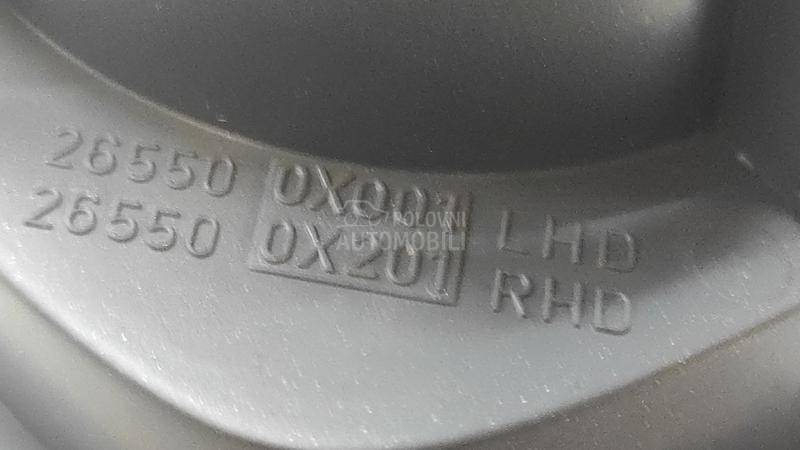 26550 0X001 LHD
26550 0X201 RHD
POLOVNI
AUTOMOBILI